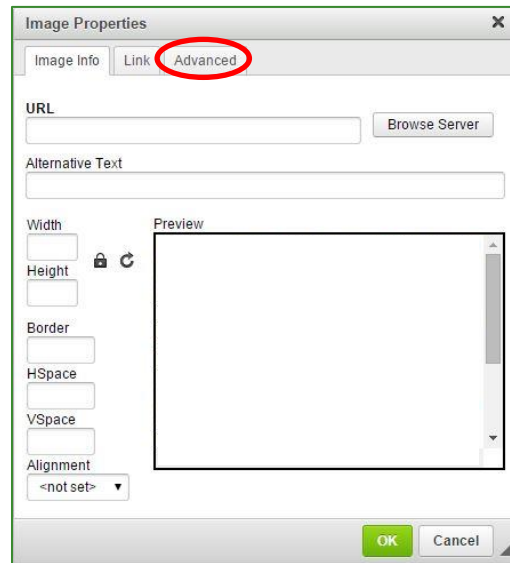 Image Properties
Image Info Link Advanced
URL
Browse Server
Alternative Text
Width
Preview
Height
Border
HSpace
VSpace
Alignment
<not set>
OK Cancel